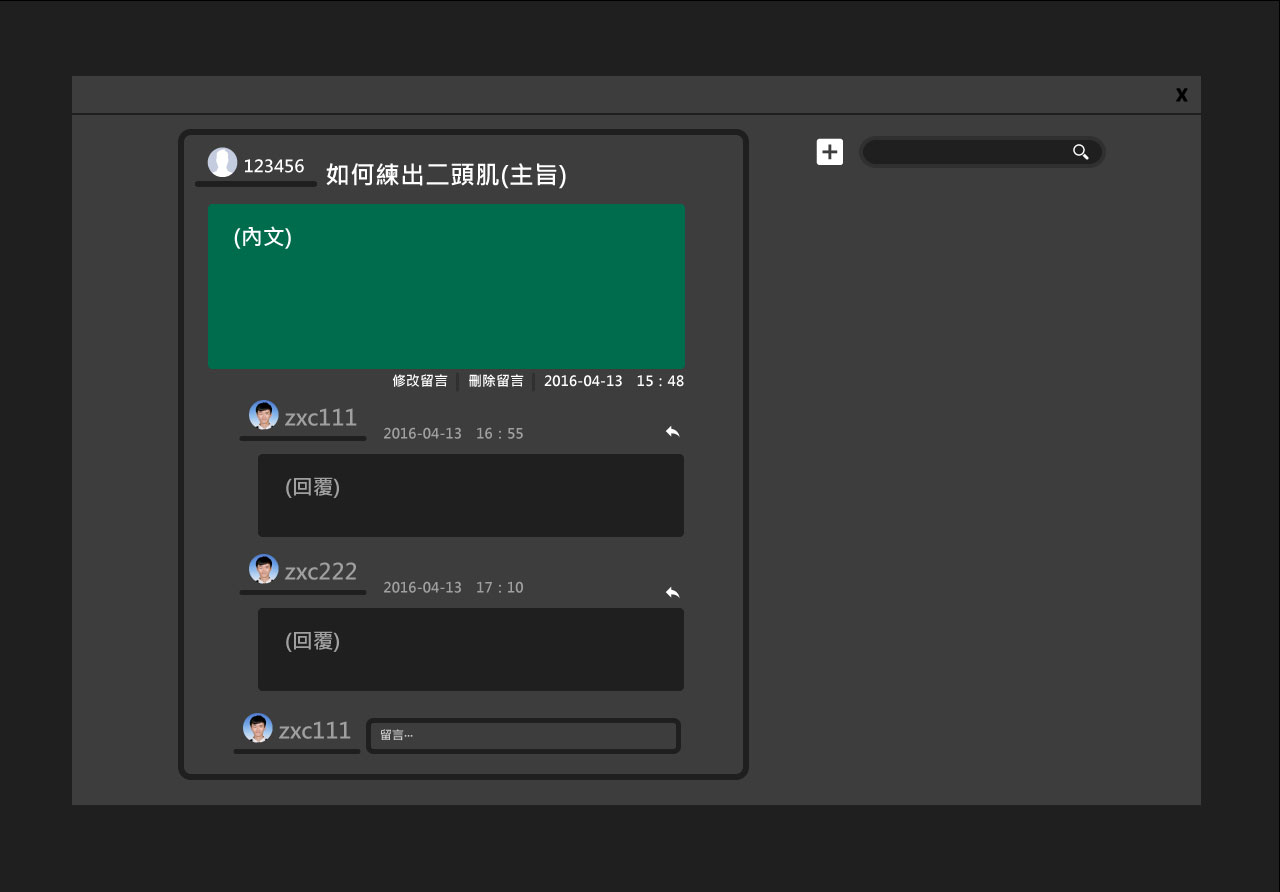 X
123456 如何練出二頭肌(主旨)
(內文)
修改留言 刪除留言 2016-04-13 15 : 48
zxc111 2016-04-13 16 : 55
(回覆)
zxc222 2016-04-13 17 : 10
(回覆)
zxc111 留言…